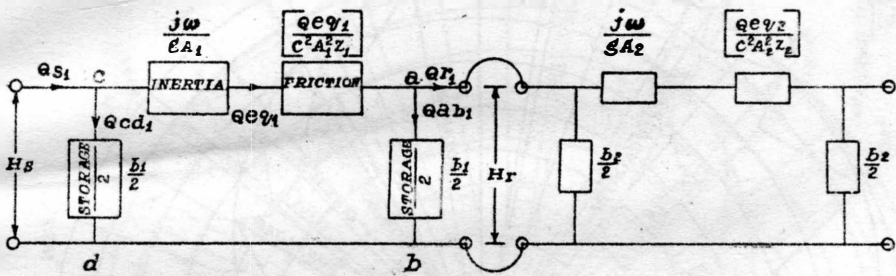 jω/gA₁
[Qeq₁/C²A₁²Z₁]
jω/gA₂
[Qeq₂/C²A₂²Z₂]
Qs₁
c
INERTIA
Qeq₁
FRICTION
a
Qr₁
Qcd₁
Qab₁
Hs
STORAGE/2
b₁/2
STORAGE/2
b₁/2
Hr
b₂/2
b₂/2
d
b